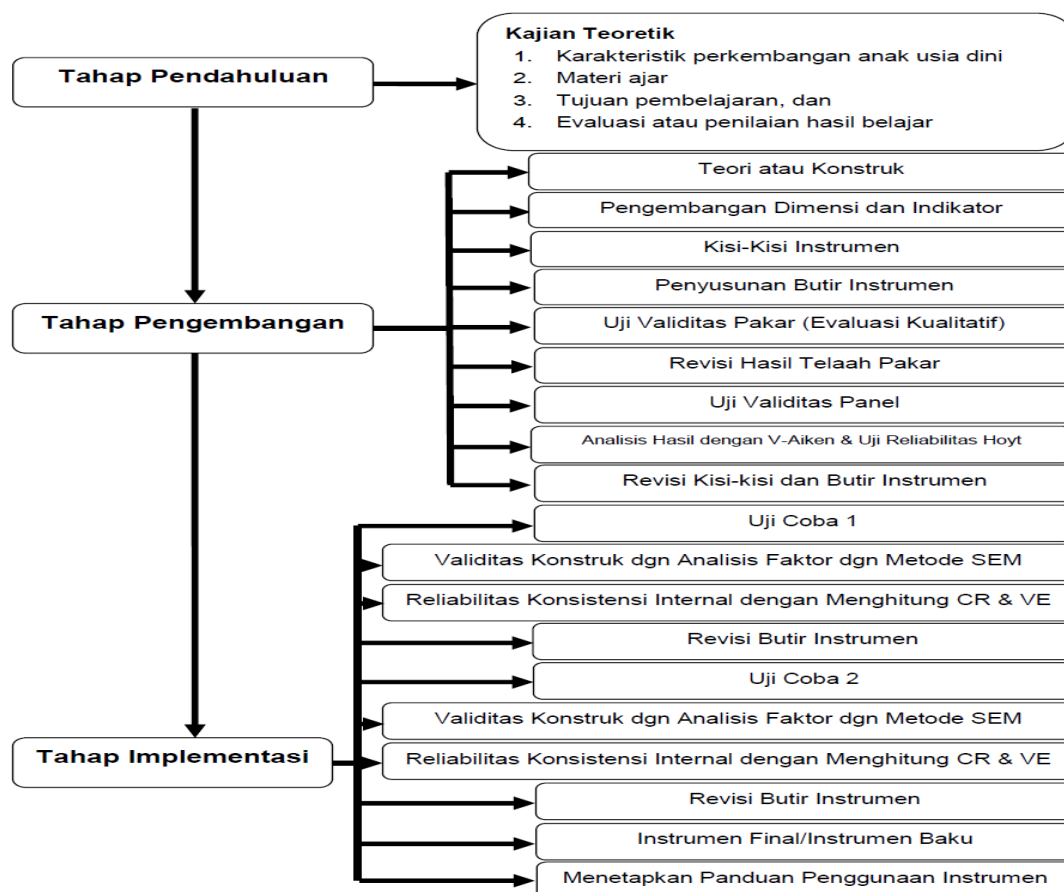 Kajian Teoretik
1. Karakteristik perkembangan anak usia dini
2. Materi ajar
3. Tujuan pembelajaran, dan
4. Evaluasi atau penilaian hasil belajar
Tahap Pendahuluan
Teori atau Konstruk
Pengembangan Dimensi dan Indikator
Kisi-Kisi Instrumen
Penyusunan Butir Instrumen
Tahap Pengembangan
Uji Validitas Pakar (Evaluasi Kualitatif)
Revisi Hasil Telaah Pakar
Uji Validitas Panel
Analisis Hasil dengan V-Aiken & Uji Reliabilitas Hoyt
Revisi Kisi-kisi dan Butir Instrumen
Uji Coba 1
Validitas Konstruk dgn Analisis Faktor dgn Metode SEM
Reliabilitas Konsistensi Internal dengan Menghitung CR & VE
Revisi Butir Instrumen
Uji Coba 2
Validitas Konstruk dgn Analisis Faktor dgn Metode SEM
Tahap Implementasi
Reliabilitas Konsistensi Internal dengan Menghitung CR & VE
Revisi Butir Instrumen
Instrumen Final/Instrumen Baku
Menetapkan Panduan Penggunaan Instrumen